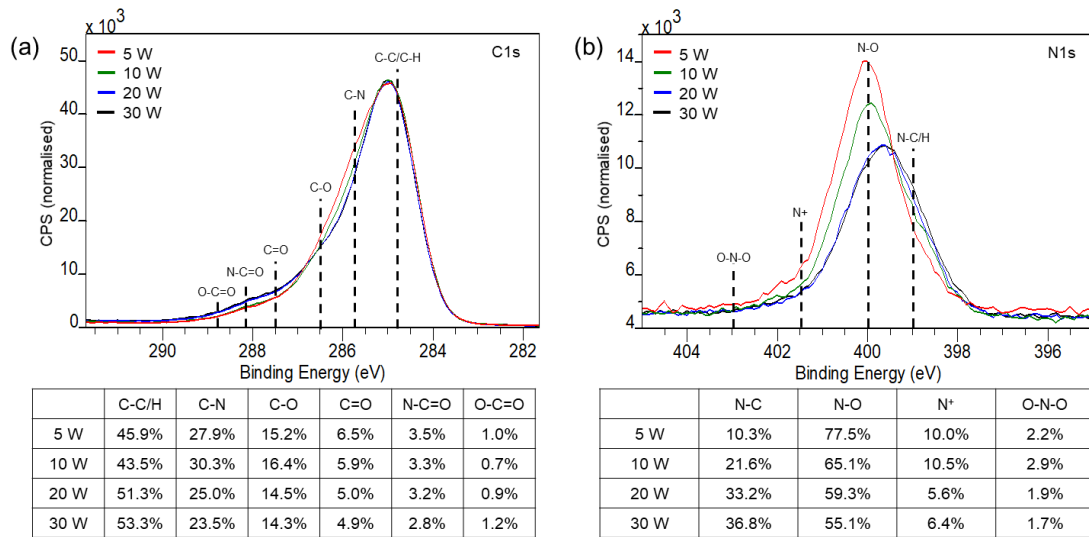 (a)
x 10³
C1s
5 W
10 W
20 W
30 W
C-C/C-H
C-N
C-O
C=O
N-C=O
O-C=O
50
40
30
20
10
0
CPS (normalised)
290 288 286 284 282
Binding Energy (eV)
C-C/H C-N C-O C=O N-C=O O-C=O
5 W 45.9% 27.9% 15.2% 6.5% 3.5% 1.0%
10 W 43.5% 30.3% 16.4% 5.9% 3.3% 0.7%
20 W 51.3% 25.0% 14.5% 5.0% 3.2% 0.9%
30 W 53.3% 23.5% 14.3% 4.9% 2.8% 1.2%
(b)
x 10³
N1s
5 W
10 W
20 W
30 W
N-O
N-C/H
N+
O-N-O
14
12
10
8
6
4
CPS (normalised)
404 402 400 398 396
Binding Energy (eV)
N-C N-O N⁺ O-N-O
5 W 10.3% 77.5% 10.0% 2.2%
10 W 21.6% 65.1% 10.5% 2.9%
20 W 33.2% 59.3% 5.6% 1.9%
30 W 36.8% 55.1% 6.4% 1.7%